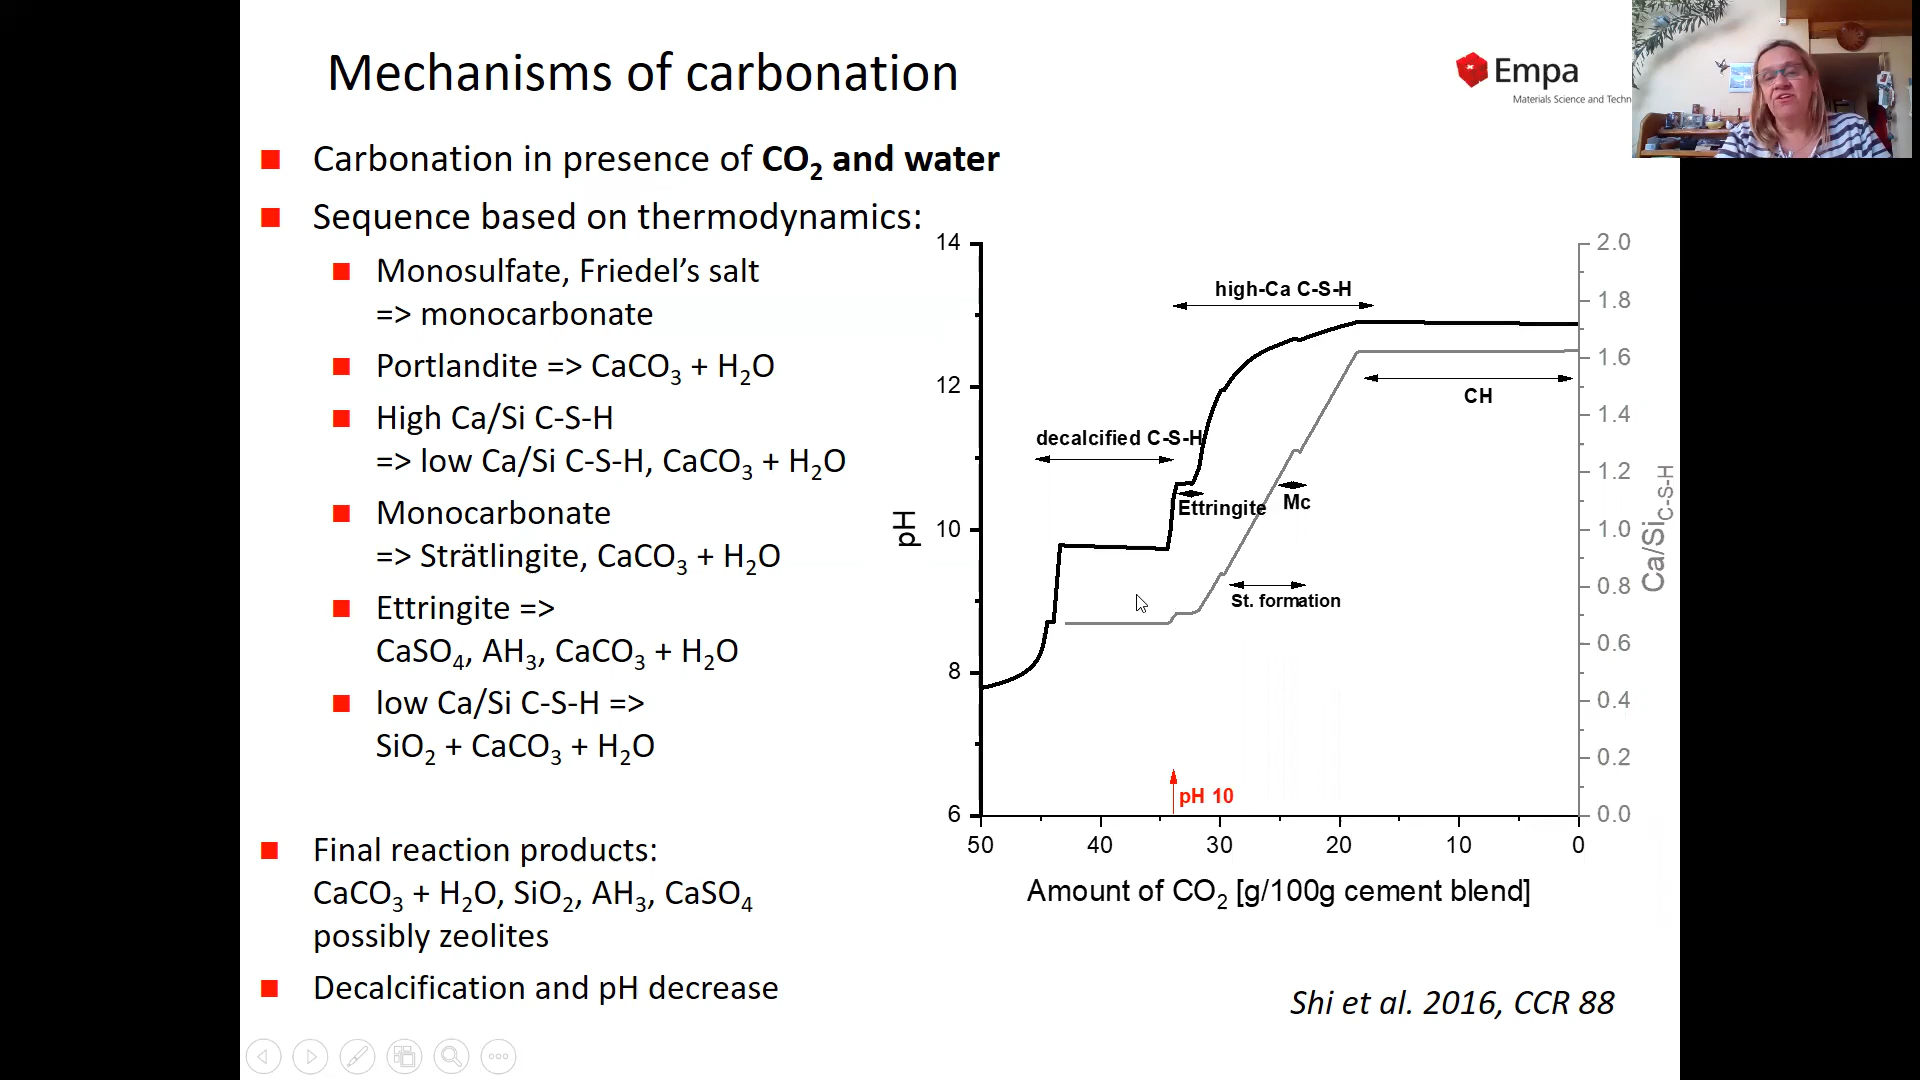 Mechanisms of carbonation
Empa
Materials Science and Techn
Carbonation in presence of CO₂ and water
Sequence based on thermodynamics:
Monosulfate, Friedel's salt
=> monocarbonate
Portlandite => CaCO₃ + H₂O
High Ca/Si C-S-H
=> low Ca/Si C-S-H, CaCO₃ + H₂O
Monocarbonate
=> Strätlingite, CaCO₃ + H₂O
Ettringite =>
CaSO₄, AH₃, CaCO₃ + H₂O
low Ca/Si C-S-H =>
SiO₂ + CaCO₃ + H₂O
Final reaction products:
CaCO₃ + H₂O, SiO₂, AH₃, CaSO₄
possibly zeolites
Decalcification and pH decrease
14
12
10
8
6
pH
high-Ca C-S-H
CH
decalcified C-S-H
Ettringite
Mc
St. formation
pH 10
2.0
1.8
1.6
1.4
1.2
1.0
0.8
0.6
0.4
0.2
0.0
Ca/Si C-S-H
50 40 30 20 10 0
Amount of CO₂ [g/100g cement blend]
Shi et al. 2016, CCR 88